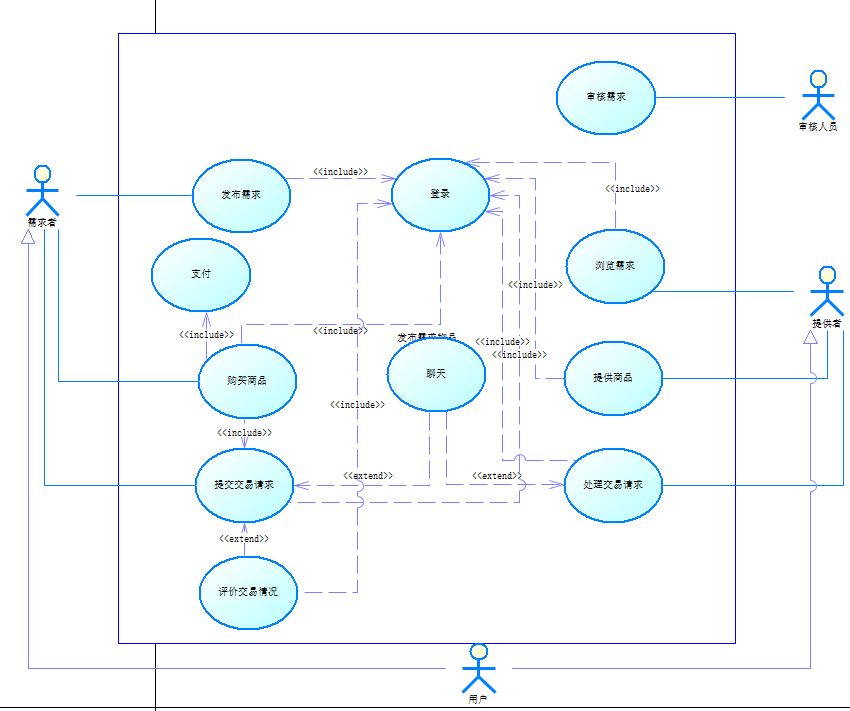 审核需求
审核人员
<<include>>
发布需求
登录
<<include>>
需求者
浏览需求
支付
<<include>>
提供者
<<include>>
<<include>>
<<include>>
<<include>>
聊天
购买商品
提供商品
<<include>>
<<include>>
<<extend>>
<<extend>>
提交交易请求
处理交易请求
<<extend>>
评价交易情况
用户